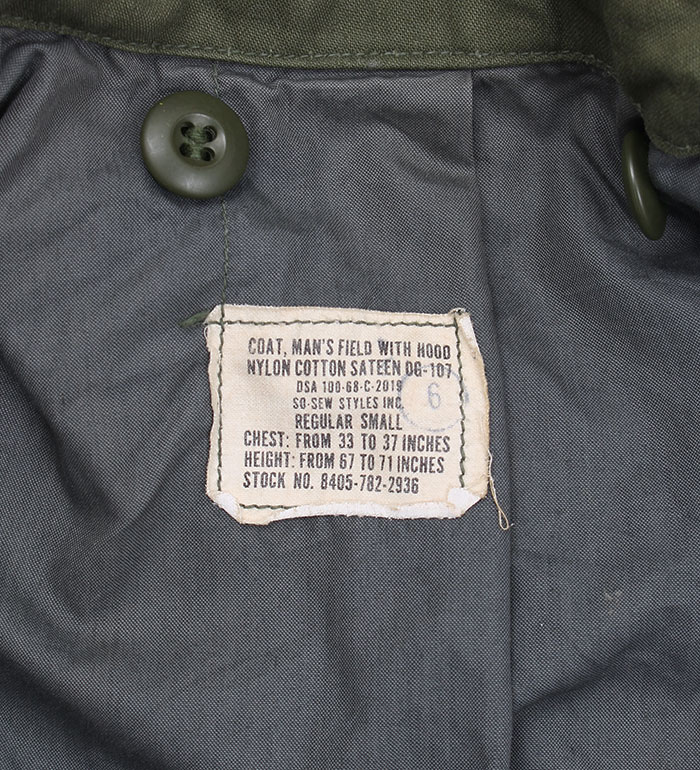 COAT, MAN'S FIELD WITH HOOD
NYLON COTTON SATEEN OG-107
DSA 100-68-C-2019
SO-SEW STYLES INC.
REGULAR SMALL
CHEST: FROM 33 TO 37 INCHES
HEIGHT: FROM 67 TO 71 INCHES
STOCK NO. 8405-782-2936
6